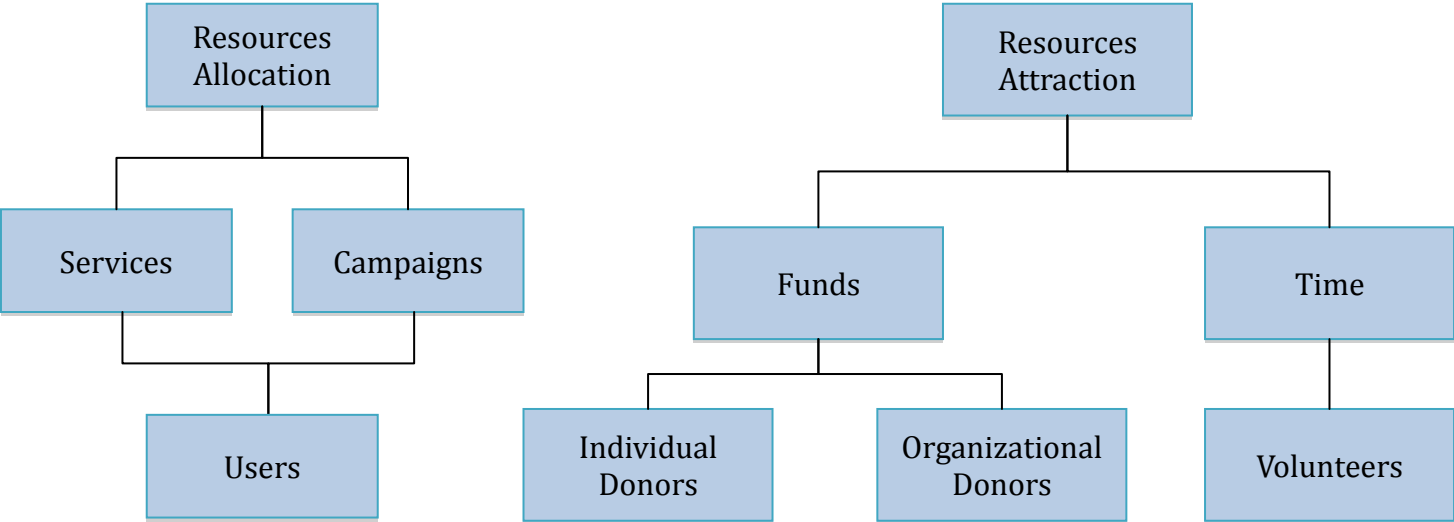 Resources
Allocation
Resources
Attraction
Services
Campaigns
Funds
Time
Users
Individual
Donors
Organizational
Donors
Volunteers